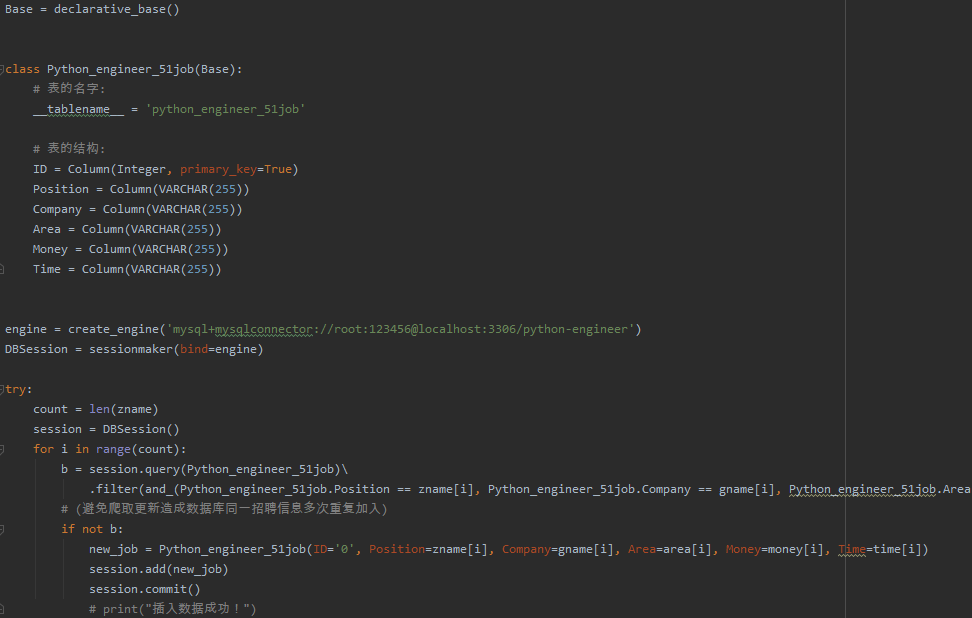 Base = declarative_base()
class Python_engineer_51job(Base):
# 表的名字:
__tablename__ = 'python_engineer_51job'
# 表的结构:
ID = Column(Integer, primary_key=True)
Position = Column(VARCHAR(255))
Company = Column(VARCHAR(255))
Area = Column(VARCHAR(255))
Money = Column(VARCHAR(255))
Time = Column(VARCHAR(255))
engine = create_engine('mysql+mysqlconnector://root:123456@localhost:3306/python-engineer')
DBSession = sessionmaker(bind=engine)
try:
count = len(zname)
session = DBSession()
for i in range(count):
b = session.query(Python_engineer_51job)\
.filter(and_(Python_engineer_51job.Position == zname[i], Python_engineer_51job.Company == gname[i], Python_engineer_51job.Area
# (避免爬取更新造成数据库同一招聘信息多次重复加入)
if not b:
new_job = Python_engineer_51job(ID='0', Position=zname[i], Company=gname[i], Area=area[i], Money=money[i], Time=time[i])
session.add(new_job)
session.commit()
# print("插入数据成功！")